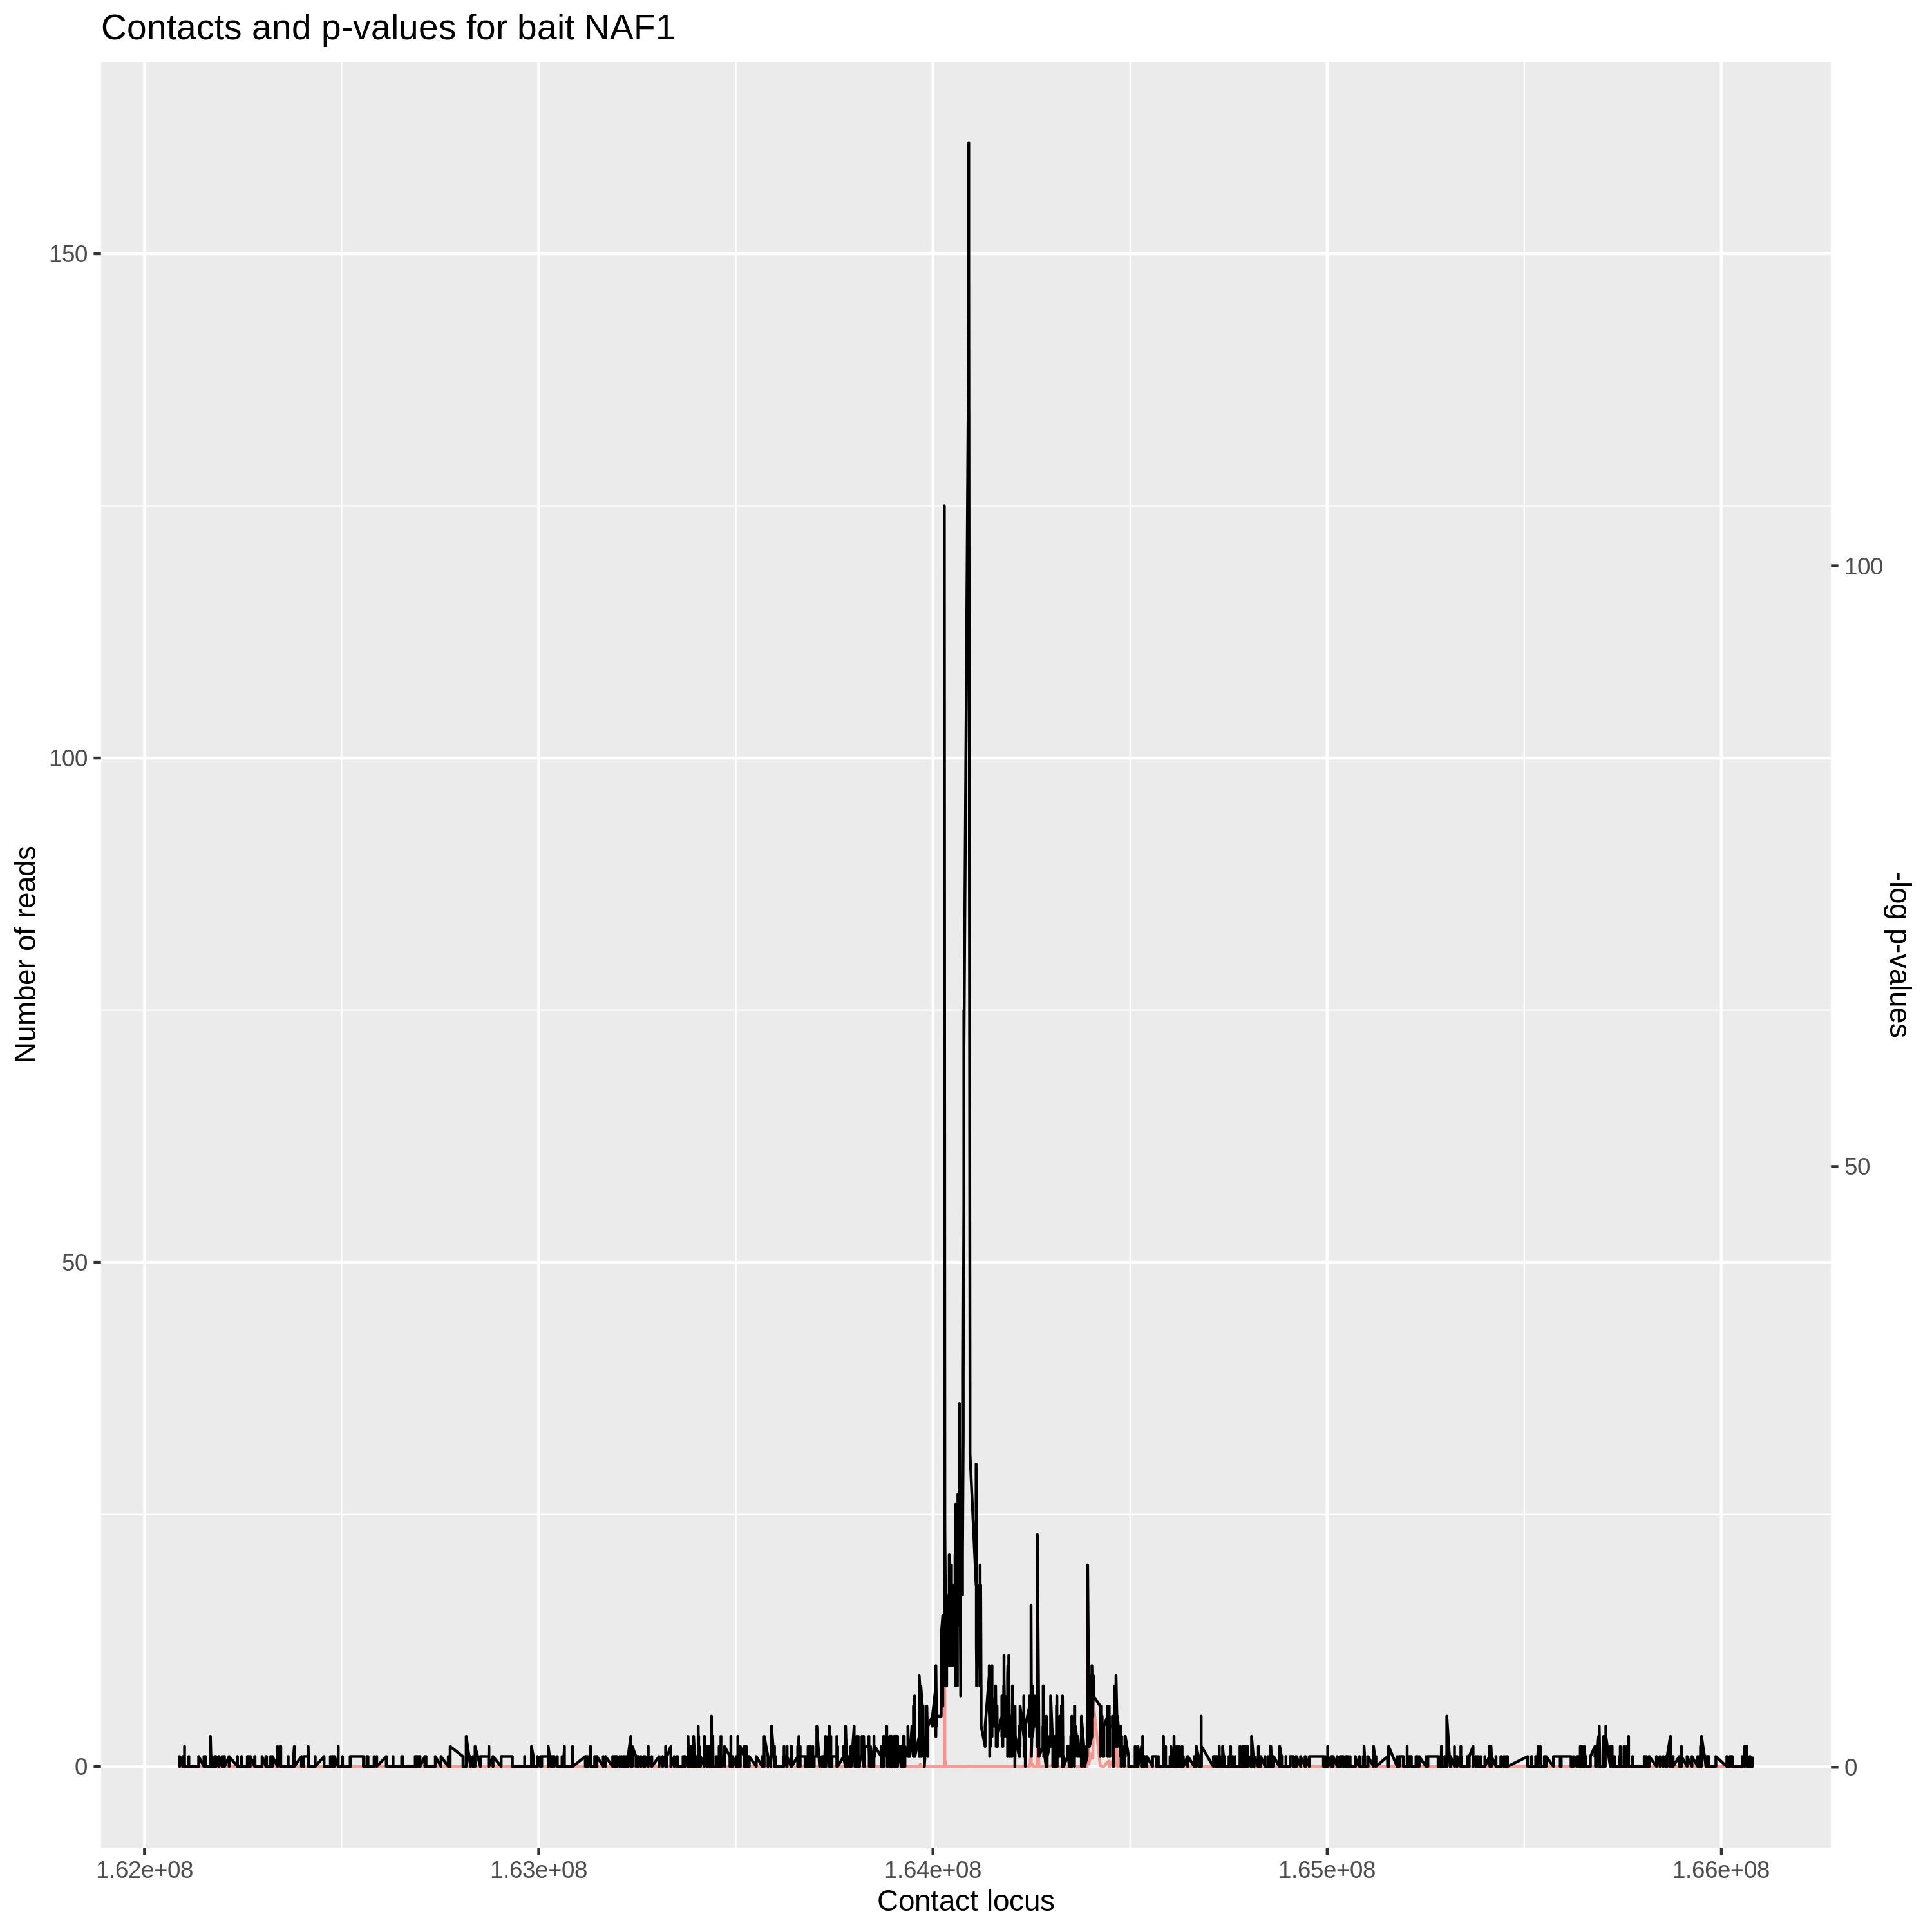 Contacts and p-values for bait NAF1
150
100
50
0
Number of reads
100
50
0
-log p-values
1.62e+08
1.63e+08
1.64e+08
1.65e+08
1.66e+08
Contact locus